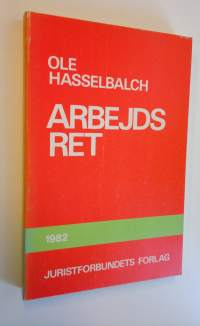 OLE
HASSELBALCH
ARBEJDS
RET
1982
JURISTFORBUNDETS FORLAG